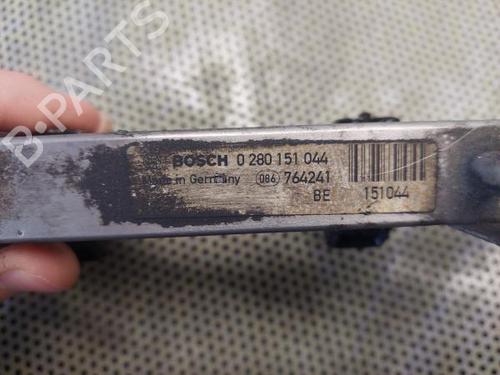 BOSCH 0 280 151 044
Made in Germany (086) 764241
BE 151044
B-PARTS